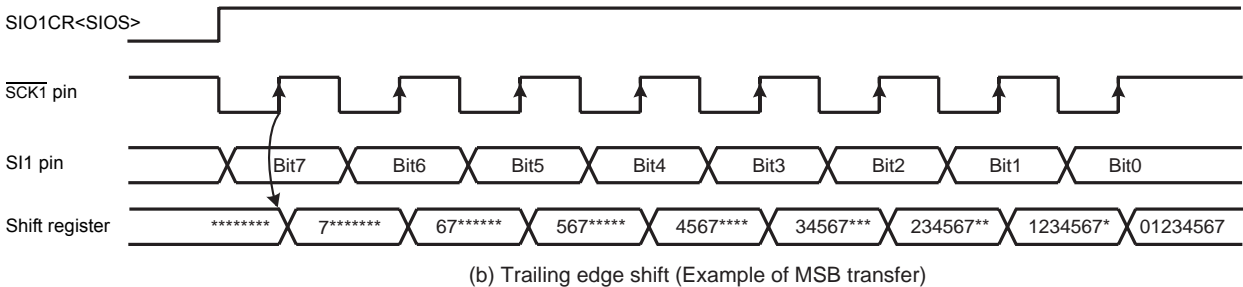 SIO1CR<SIOS>
SCK1 pin
SI1 pin
Bit7 Bit6 Bit5 Bit4 Bit3 Bit2 Bit1 Bit0
Shift register
******** 7******* 67****** 567***** 4567**** 34567*** 234567** 1234567* 01234567
(b) Trailing edge shift (Example of MSB transfer)